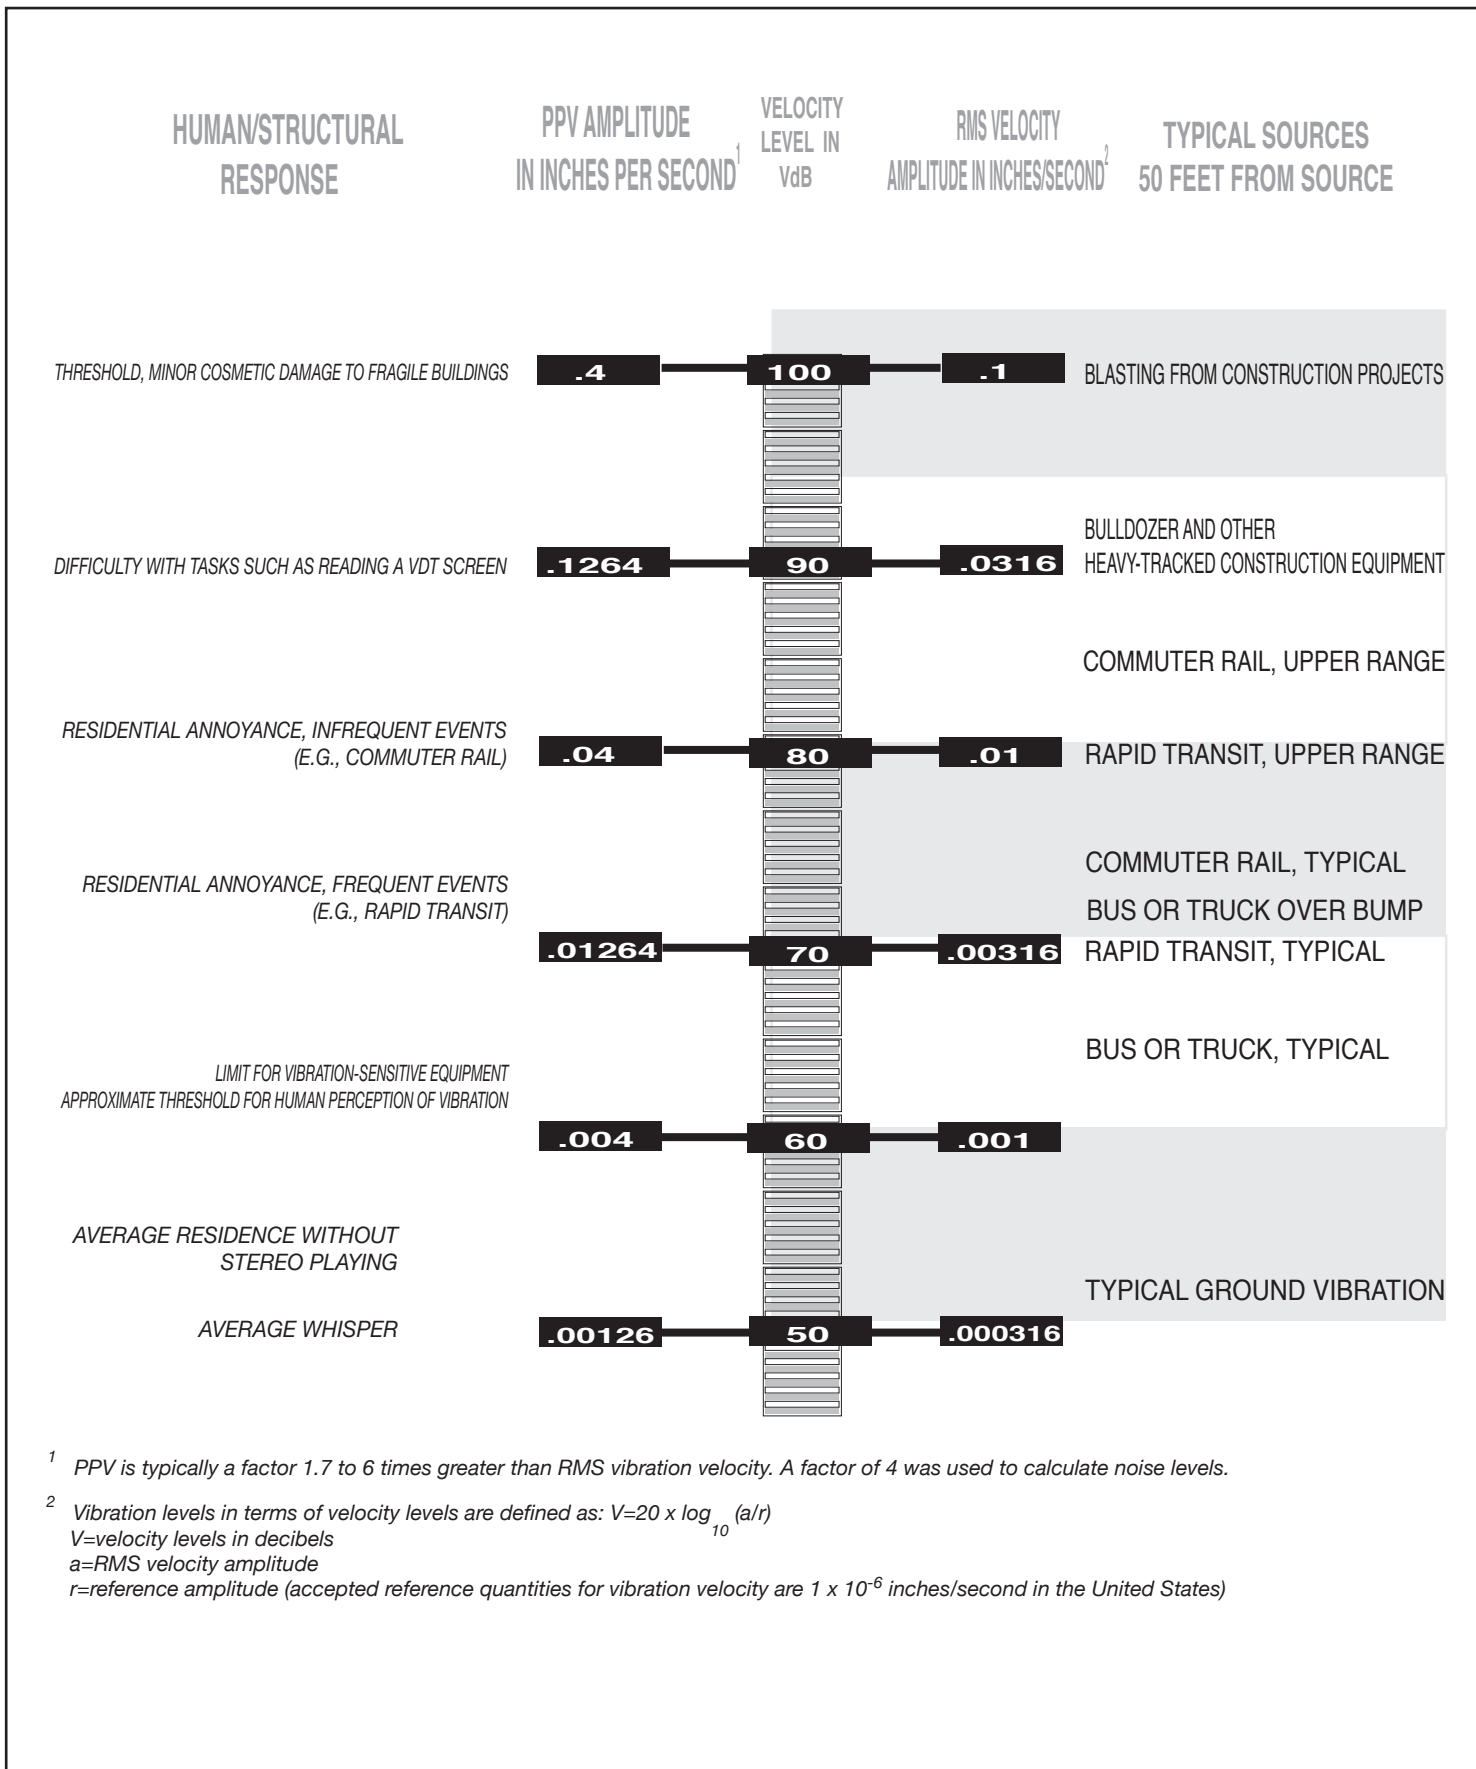 HUMAN/STRUCTURAL
RESPONSE
PPV AMPLITUDE
IN INCHES PER SECOND1
VELOCITY
LEVEL IN
VdB
RMS VELOCITY
AMPLITUDE IN INCHES/SECOND2
TYPICAL SOURCES
50 FEET FROM SOURCE
THRESHOLD, MINOR COSMETIC DAMAGE TO FRAGILE BUILDINGS .4 100 .1 BLASTING FROM CONSTRUCTION PROJECTS
BULLDOZER AND OTHER
DIFFICULTY WITH TASKS SUCH AS READING A VDT SCREEN .1264 90 .0316 HEAVY-TRACKED CONSTRUCTION EQUIPMENT
COMMUTER RAIL, UPPER RANGE
RESIDENTIAL ANNOYANCE, INFREQUENT EVENTS
(E.G., COMMUTER RAIL) .04 80 .01 RAPID TRANSIT, UPPER RANGE
COMMUTER RAIL, TYPICAL
RESIDENTIAL ANNOYANCE, FREQUENT EVENTS
(E.G., RAPID TRANSIT) BUS OR TRUCK OVER BUMP
.01264 70 .00316 RAPID TRANSIT, TYPICAL
BUS OR TRUCK, TYPICAL
LIMIT FOR VIBRATION-SENSITIVE EQUIPMENT
APPROXIMATE THRESHOLD FOR HUMAN PERCEPTION OF VIBRATION
.004 60 .001
AVERAGE RESIDENCE WITHOUT
STEREO PLAYING
TYPICAL GROUND VIBRATION
AVERAGE WHISPER .00126 50 .000316
1 PPV is typically a factor 1.7 to 6 times greater than RMS vibration velocity. A factor of 4 was used to calculate noise levels.
2 Vibration levels in terms of velocity levels are defined as: V=20 x log10 (a/r)
V=velocity levels in decibels
a=RMS velocity amplitude
r=reference amplitude (accepted reference quantities for vibration velocity are 1 x 10-6 inches/second in the United States)